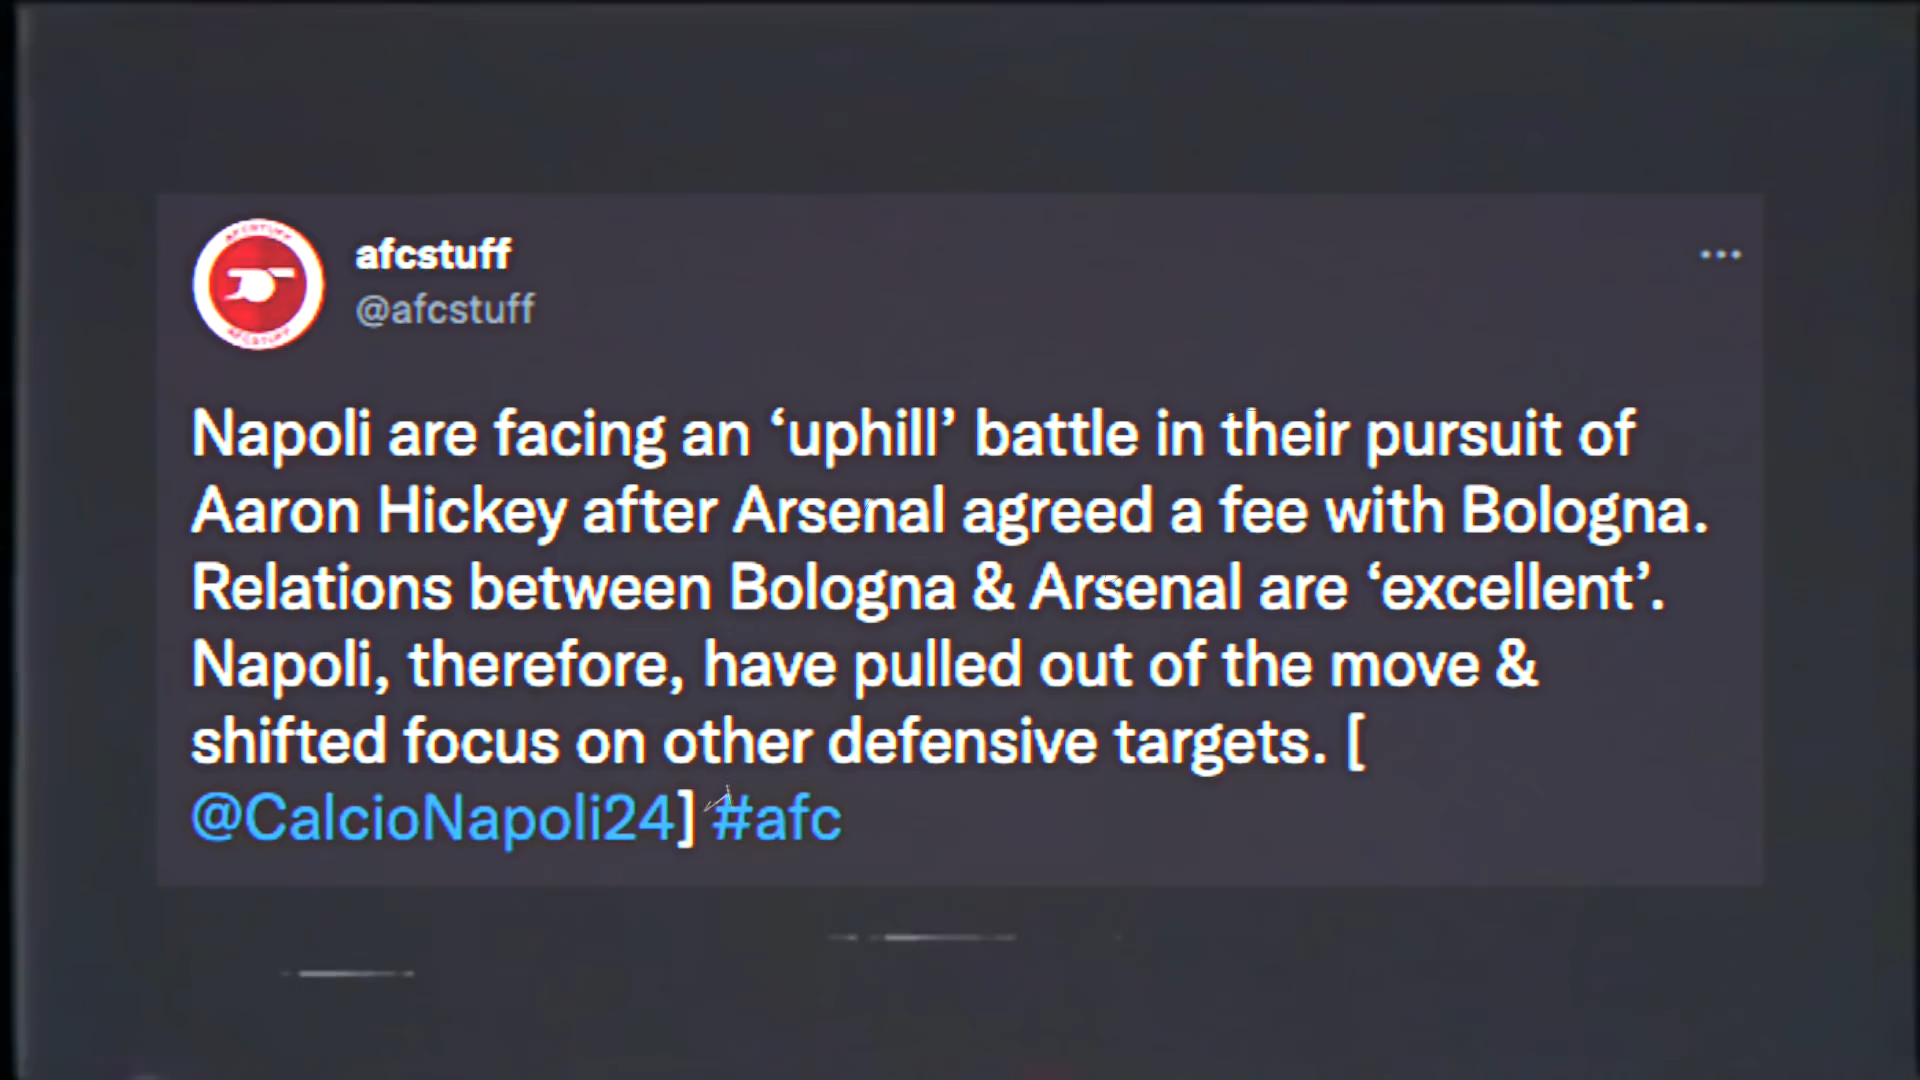 AFCSTUFF
AFCSTUFF
afcstuff
@afcstuff
Napoli are facing an ‘uphill’ battle in their pursuit of
Aaron Hickey after Arsenal agreed a fee with Bologna.
Relations between Bologna & Arsenal are ‘excellent’.
Napoli, therefore, have pulled out of the move &
shifted focus on other defensive targets. [
@CalcioNapoli24] #afc